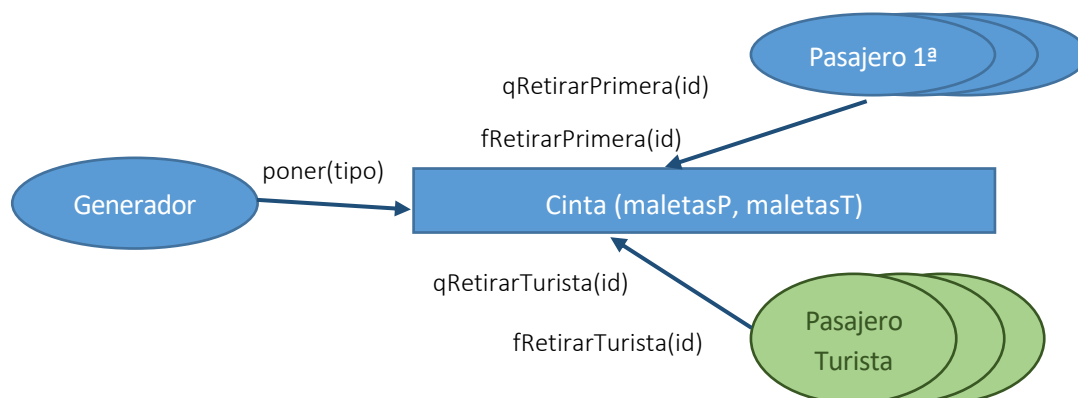 Pasajero 1ª
qRetirarPrimera(id)
fRetirarPrimera(id)
poner(tipo)
Generador
Cinta (maletasP, maletasT)
qRetirarTurista(id)
fRetirarTurista(id)
Pasajero
Turista